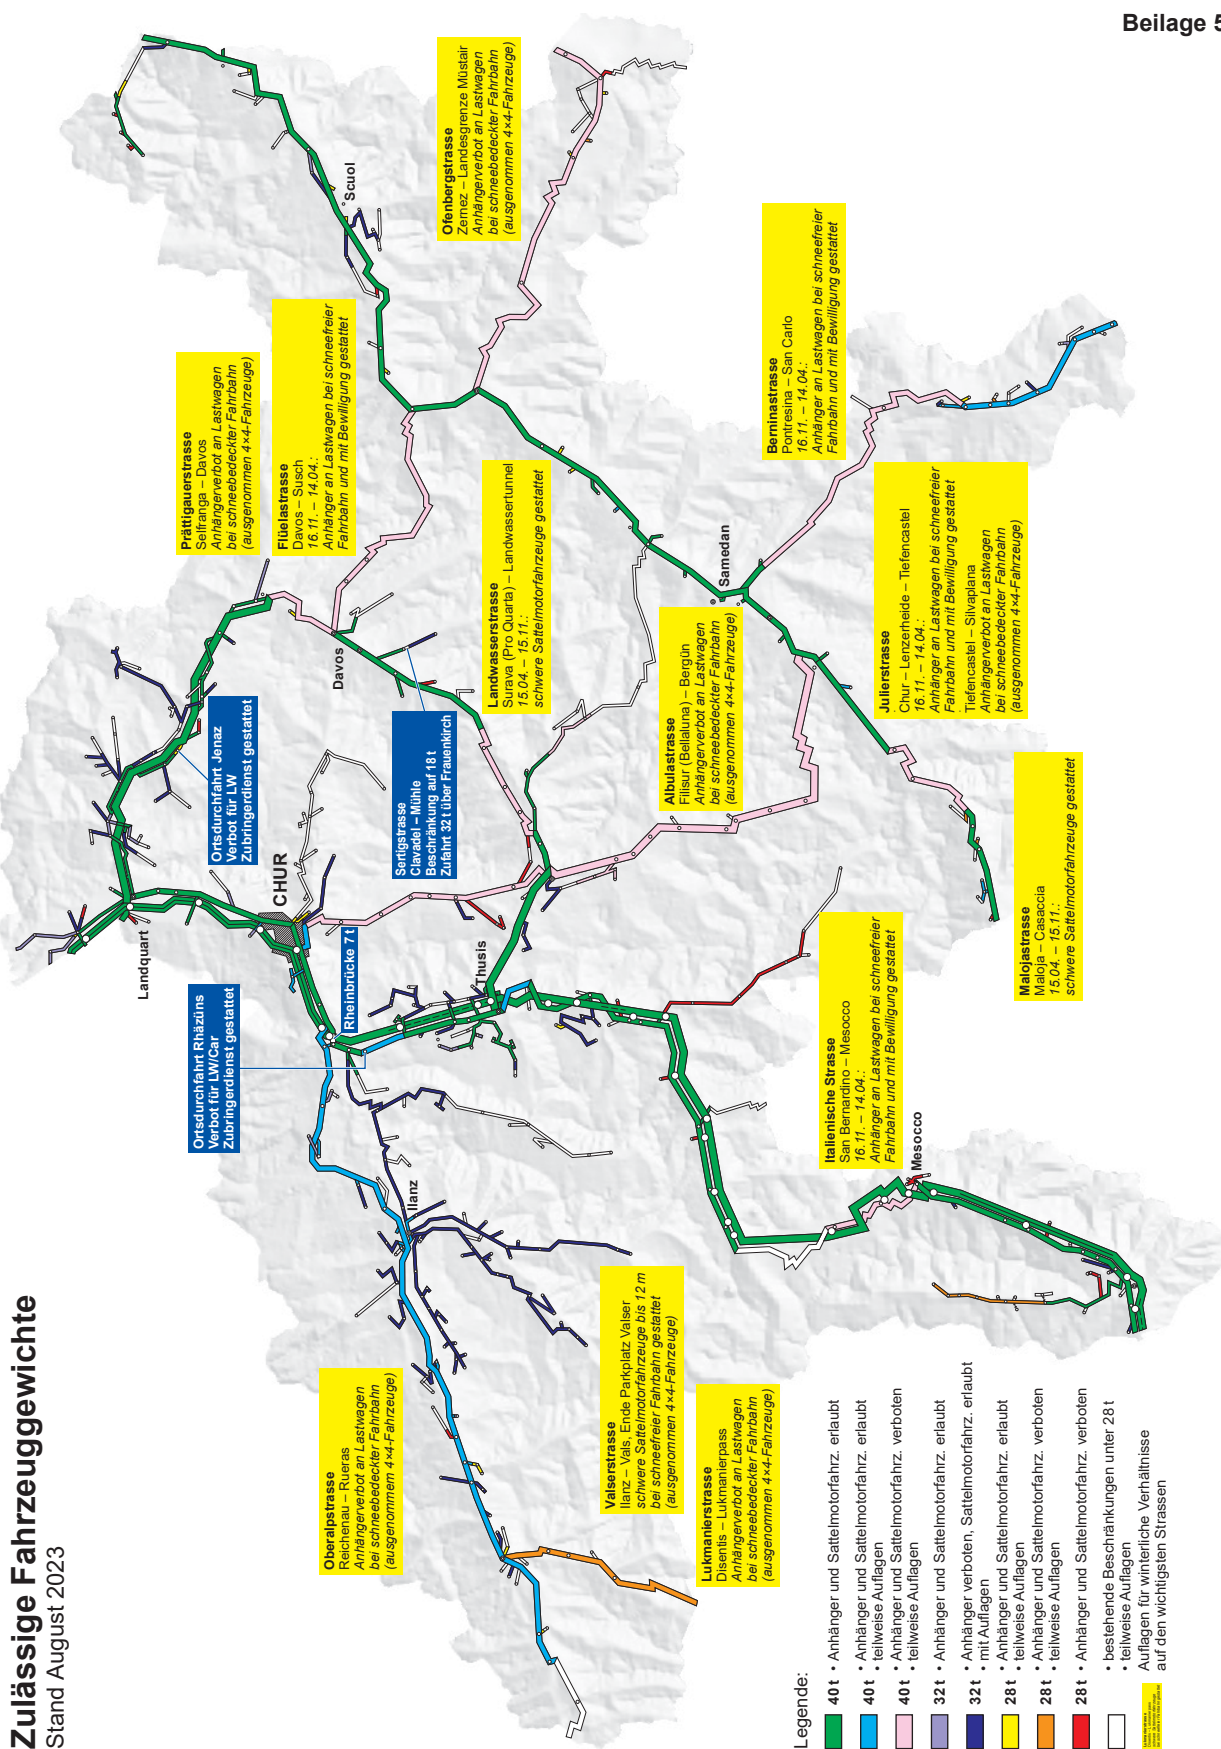 Beilage 5
Zulässige Fahrzeuggewichte
Stand August 2023
Prättigauerstrasse
Selfranga – Davos
Anhängerverbot an Lastwagen
bei schneebedeckter Fahrbahn
(ausgenommen 4×4-Fahrzeuge)
Flüelastrasse
Davos – Susch
16.11. – 14.04.:
Anhänger an Lastwagen bei schneefreier
Fahrbahn und mit Bewilligung gestattet
Ofenbergstrasse
Zernez – Landesgrenze Müstair
Anhängerverbot an Lastwagen
bei schneebedeckter Fahrbahn
(ausgenommen 4×4-Fahrzeuge)
Landwasserstrasse
Surava (Pro Quarta) – Landwassertunnel
15.04. – 15.11.:
schwere Sattelmotorfahrzeuge gestattet
Berninastrasse
Pontresina – San Carlo
16.11. – 14.04.:
Anhänger an Lastwagen bei schneefreier
Fahrbahn und mit Bewilligung gestattet
Albulastrasse
Filisur (Bellaluna) – Bergün
Anhängerverbot an Lastwagen
bei schneebedeckter Fahrbahn
(ausgenommen 4×4-Fahrzeuge)
Julierstrasse
Chur – Lenzerheide – Tiefencastel
16.11. – 14.04.:
Anhänger an Lastwagen bei schneefreier
Fahrbahn und mit Bewilligung gestattet
Tiefencastel – Silvaplana
Anhängerverbot an Lastwagen
bei schneebedeckter Fahrbahn
(ausgenommen 4×4-Fahrzeuge)
Malojastrasse
Maloja – Casaccia
15.04. – 15.11.:
schwere Sattelmotorfahrzeuge gestattet
Italienische Strasse
San Bernardino – Mesocco
16.11. – 14.04.:
Anhänger an Lastwagen bei schneefreier
Fahrbahn und mit Bewilligung gestattet
Oberalpstrasse
Reichenau – Rueras
Anhängerverbot an Lastwagen
bei schneebedeckter Fahrbahn
(ausgenommenm 4×4-Fahrzeuge)
Valserstrasse
Ilanz – Vals, Ende Parkplatz Valser
schwere Sattelmotorfahrzeuge bis 12 m
bei schneefreier Fahrbahn gestattet
(ausgenommen 4×4-Fahrzeuge)
Lukmanierstrasse
Disentis – Lukmanierpass
Anhängerverbot an Lastwagen
bei schneebedeckter Fahrbahn
(ausgenommen 4×4-Fahrzeuge)
Ortsdurchfahrt Jenaz
Verbot für LW
Zubringerdienst gestattet
Sertigstrasse
Clavadel – Mühle
Beschränkung auf 18 t
Zufahrt 32 t über Frauenkirch
Ortsdurchfahrt Rhäzüns
Verbot für LW/Car
Zubringerdienst gestattet
Rheinbrücke 7 t
Scuol
Davos
Samedan
CHUR
Landquart
Thusis
Ilanz
Mesocco
Legende:
40 t • Anhänger und Sattelmotorfahrz. erlaubt
40 t • Anhänger und Sattelmotorfahrz. erlaubt
• teilweise Auflagen
40 t • Anhänger und Sattelmotorfahrz. verboten
• teilweise Auflagen
32 t • Anhänger und Sattelmotorfahrz. erlaubt
32 t • Anhänger verboten, Sattelmotorfahrz. erlaubt
• mit Auflagen
28 t • Anhänger und Sattelmotorfahrz. erlaubt
• teilweise Auflagen
28 t • Anhänger und Sattelmotorfahrz. verboten
• teilweise Auflagen
28 t • Anhänger und Sattelmotorfahrz. verboten
• bestehende Beschränkungen unter 28 t
• teilweise Auflagen
Auflagen für winterliche Verhältnisse
auf den wichtigsten Strassen